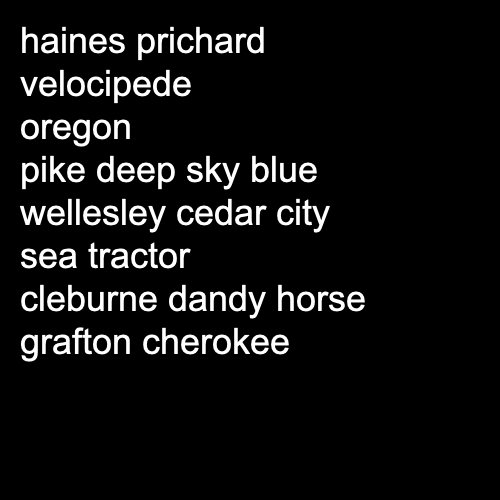 haines prichard
velocipede
oregon
pike deep sky blue
wellesley cedar city
sea tractor
cleburne dandy horse
grafton cherokee